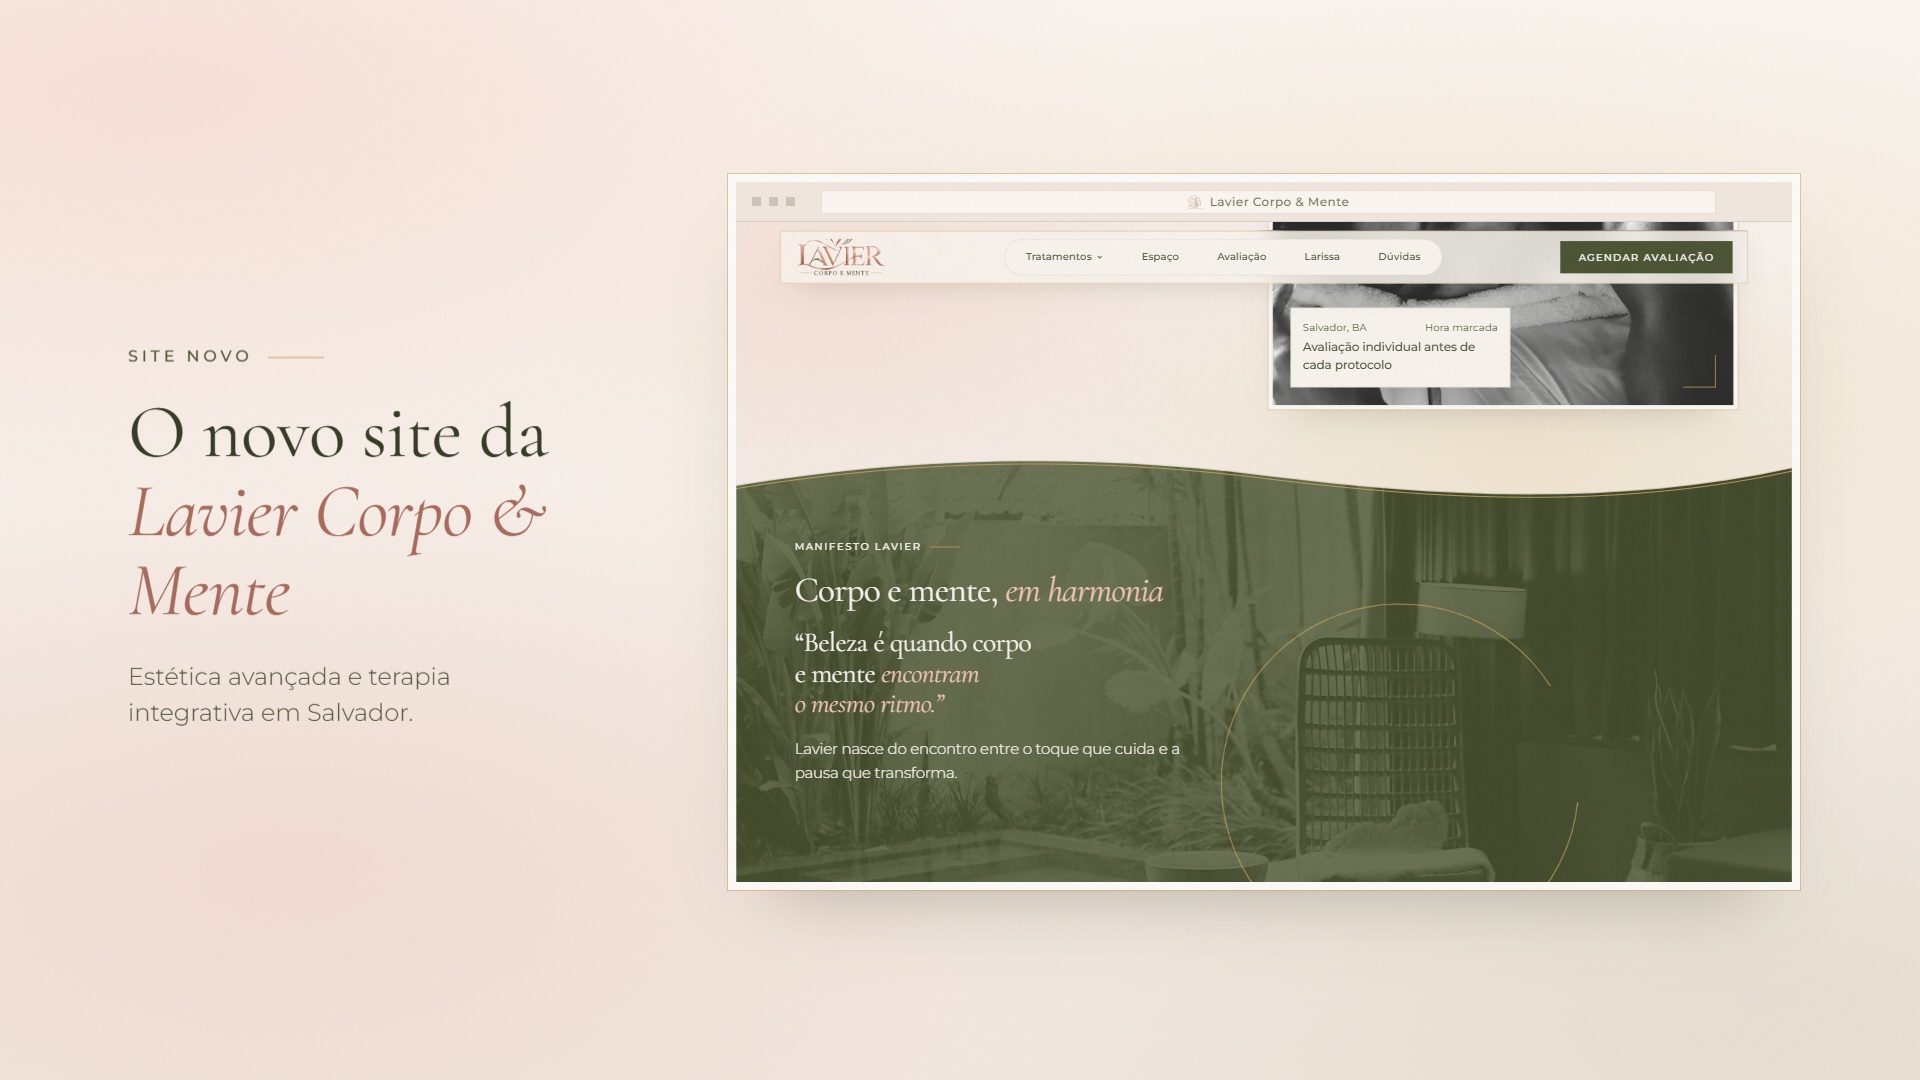 SITE NOVO
O novo site da
Lavier Corpo &
Mente
Estética avançada e terapia
integrativa em Salvador.
Lavier Corpo & Mente
LAVIER
CORPO E MENTE
Tratamentos
Espaço
Avaliação
Larissa
Dúvidas
AGENDAR AVALIAÇÃO
Salvador, BA
Hora marcada
Avaliação individual antes de
cada protocolo
MANIFESTO LAVIER
Corpo e mente, em harmonia
“Beleza é quando corpo
e mente encontram
o mesmo ritmo.”
Lavier nasce do encontro entre o toque que cuida e a
pausa que transforma.